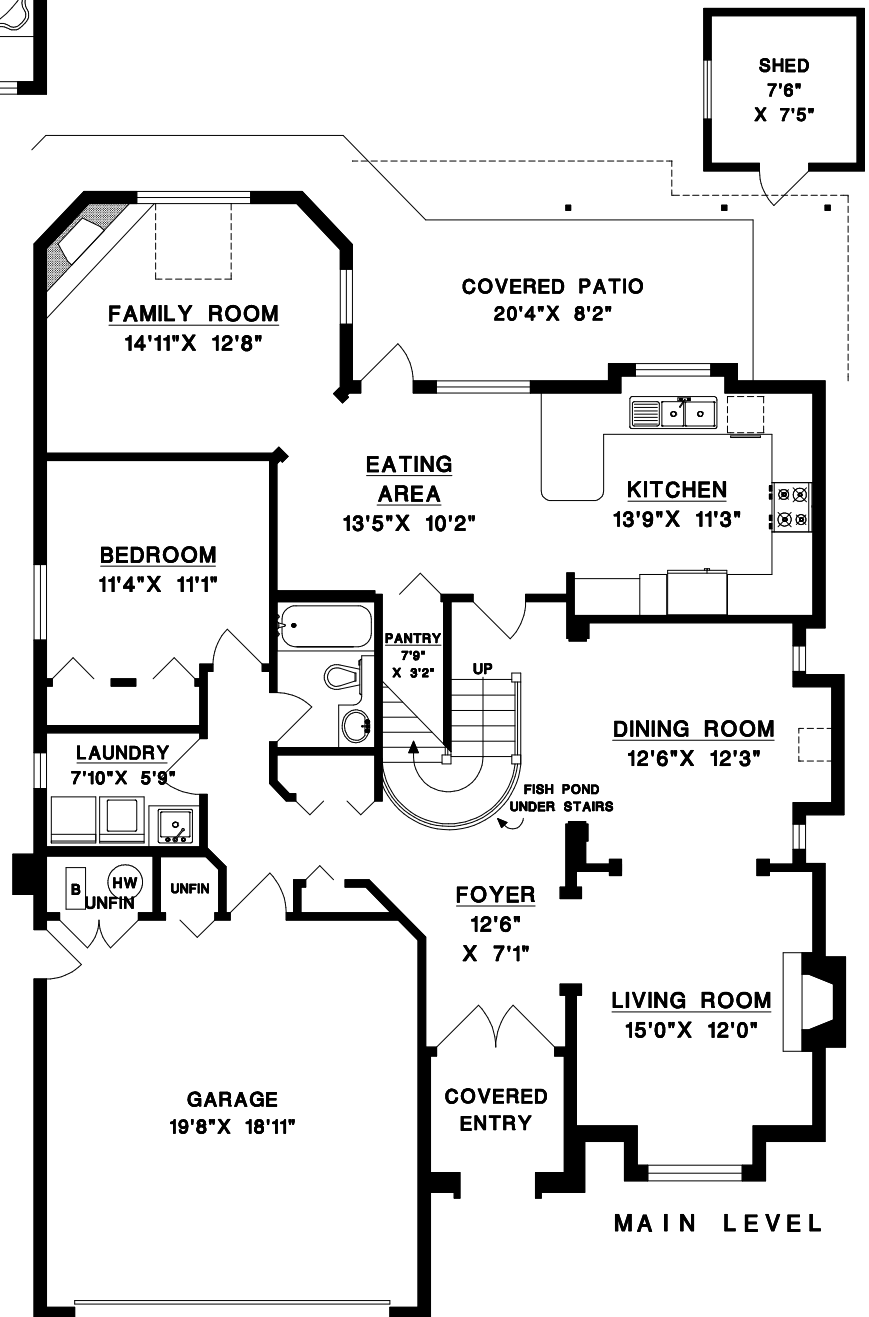 SHED
7'6"
X 7'5"
COVERED PATIO
20'4"X 8'2"
FAMILY ROOM
14'11"X 12'8"
EATING
AREA
13'5"X 10'2"
KITCHEN
13'9"X 11'3"
BEDROOM
11'4"X 11'1"
PANTRY
7'9"
X 3'2"
UP
DINING ROOM
12'6"X 12'3"
LAUNDRY
7'10"X 5'9"
FISH POND
UNDER STAIRS
B
HW
UNFIN
UNFIN
FOYER
12'6"
X 7'1"
LIVING ROOM
15'0"X 12'0"
GARAGE
19'8"X 18'11"
COVERED
ENTRY
MAIN LEVEL